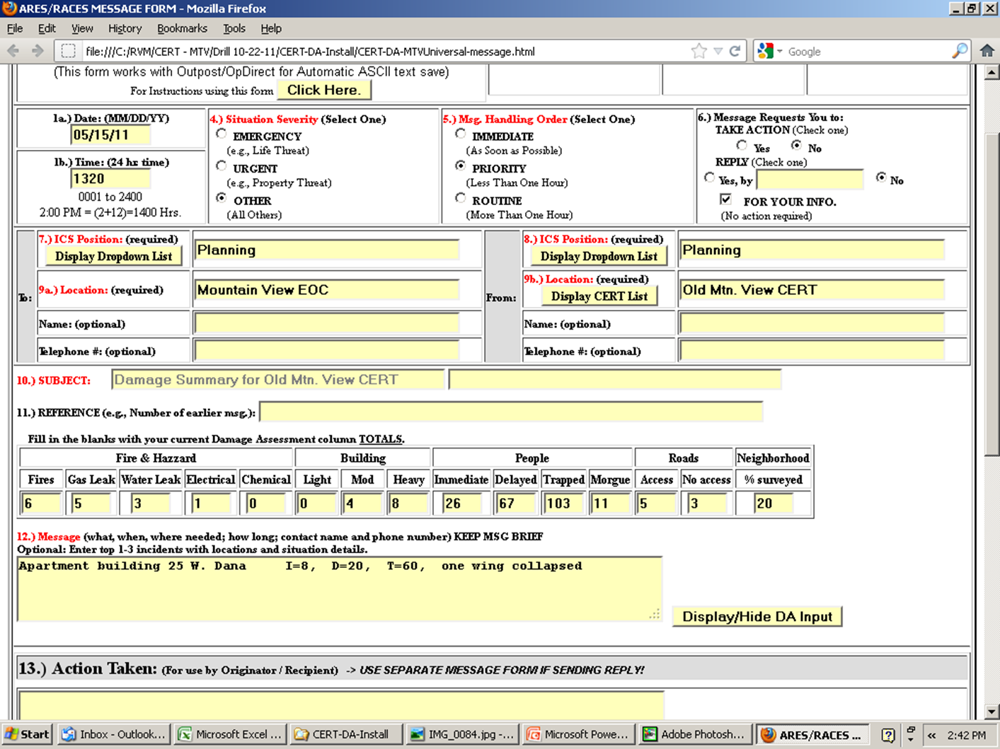 ARES/RACES MESSAGE FORM - Mozilla Firefox
File Edit View History Bookmarks Tools Help
file:///C:/RVM/CERT - MTV/Drill 10-22-11/CERT-DA-Install/CERT-DA-MTVUniversal-message.html
Google
(This form works with Outpost/OpDirect for Automatic ASCII text save)
For Instructions using this form Click Here.
1a.) Date: (MM/DD/YY)
05/15/11
1b.) Time: (24 hr time)
1320
0001 to 2400
2:00 PM = (2+12)=1400 Hrs.
4.) Situation Severity (Select One)
EMERGENCY
(e.g., Life Threat)
URGENT
(e.g., Property Threat)
OTHER
(All Others)
5.) Msg. Handling Order (Select One)
IMMEDIATE
(As Soon as Possible)
PRIORITY
(Less Than One Hour)
ROUTINE
(More Than One Hour)
6.) Message Requests You to:
TAKE ACTION (Check one)
Yes No
REPLY (Check one)
Yes, by No
FOR YOUR INFO.
(No action required)
To:
7.) ICS Position: (required)
Display Dropdown List
Planning
9a.) Location: (required)
Mountain View EOC
Name: (optional)
Telephone #: (optional)
From:
8.) ICS Position: (required)
Display Dropdown List
Planning
9b.) Location: (required)
Display CERT List
Old Mtn. View CERT
Name: (optional)
Telephone #: (optional)
10.) SUBJECT: Damage Summary for Old Mtn. View CERT
11.) REFERENCE (e.g., Number of earlier msg.):
Fill in the blanks with your current Damage Assessment column TOTALS.
Fire & Hazzard Building People Roads Neighborhood
Fires Gas Leak Water Leak Electrical Chemical Light Mod Heavy Immediate Delayed Trapped Morgue Access No access % surveyed
6 5 3 1 0 0 4 8 26 67 103 11 5 3 20
12.) Message (what, when, where needed; how long; contact name and phone number) KEEP MSG BRIEF
Optional: Enter top 1-3 incidents with locations and situation details.
Apartment building 25 W. Dana I=8, D=20, T=60, one wing collapsed
Display/Hide DA Input
13.) Action Taken: (For use by Originator / Recipient) -> USE SEPARATE MESSAGE FORM IF SENDING REPLY!
Start Inbox - Outlook... Microsoft Excel ... CERT-DA-Install IMG_0084.jpg -... Microsoft Powe... Adobe Photosh... ARES/RACES ... « 2:42 PM